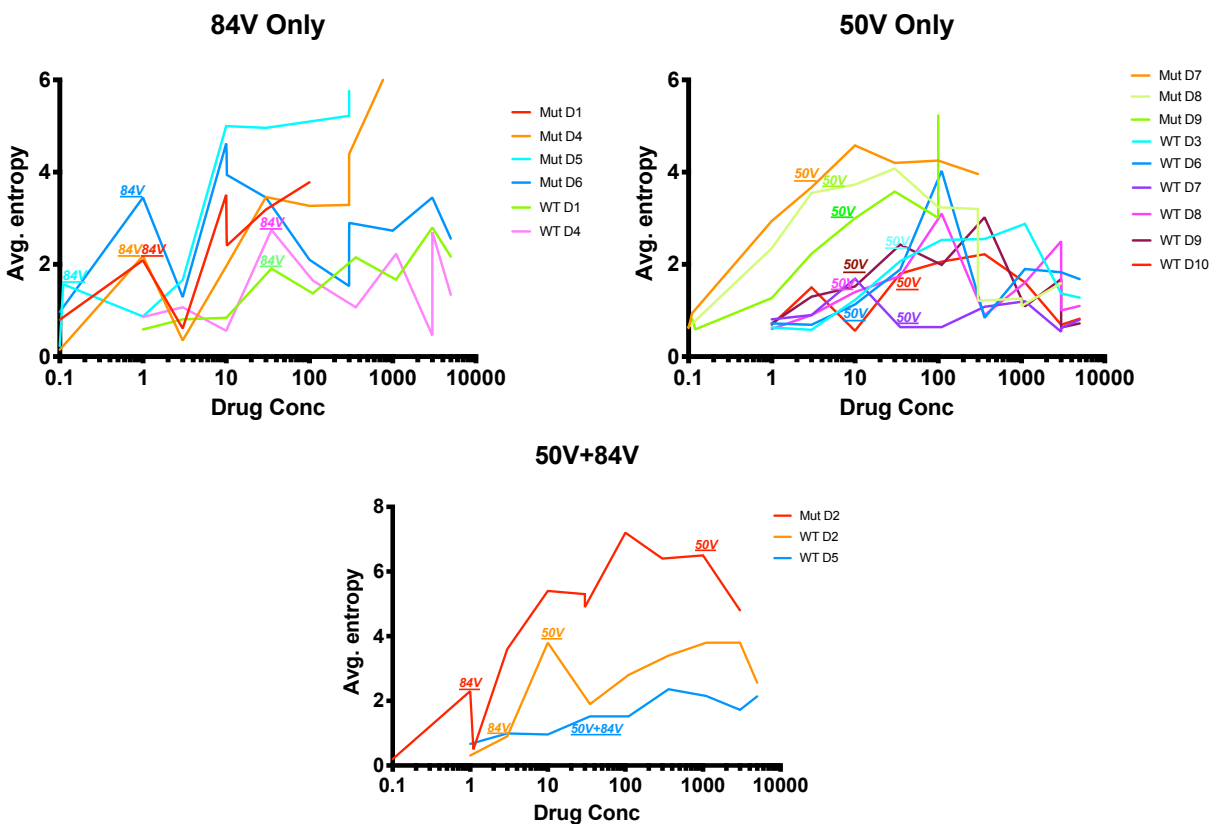 84V Only
Avg. entropy
6
4
2
0
0.1 1 10 100 1000 10000
Drug Conc
84V
84V
84V84V
84V
84V
Mut D1
Mut D4
Mut D5
Mut D6
WT D1
WT D4
50V Only
Avg. entropy
6
4
2
0
0.1 1 10 100 1000 10000
Drug Conc
50V 50V
50V
50V
50V
50V 50V
50V 50V
Mut D7
Mut D8
Mut D9
WT D3
WT D6
WT D7
WT D8
WT D9
WT D10
50V+84V
Avg. entropy
8
6
4
2
0
0.1 1 10 100 1000 10000
Drug Conc
50V
50V
84V
84V
50V+84V
Mut D2
WT D2
WT D5